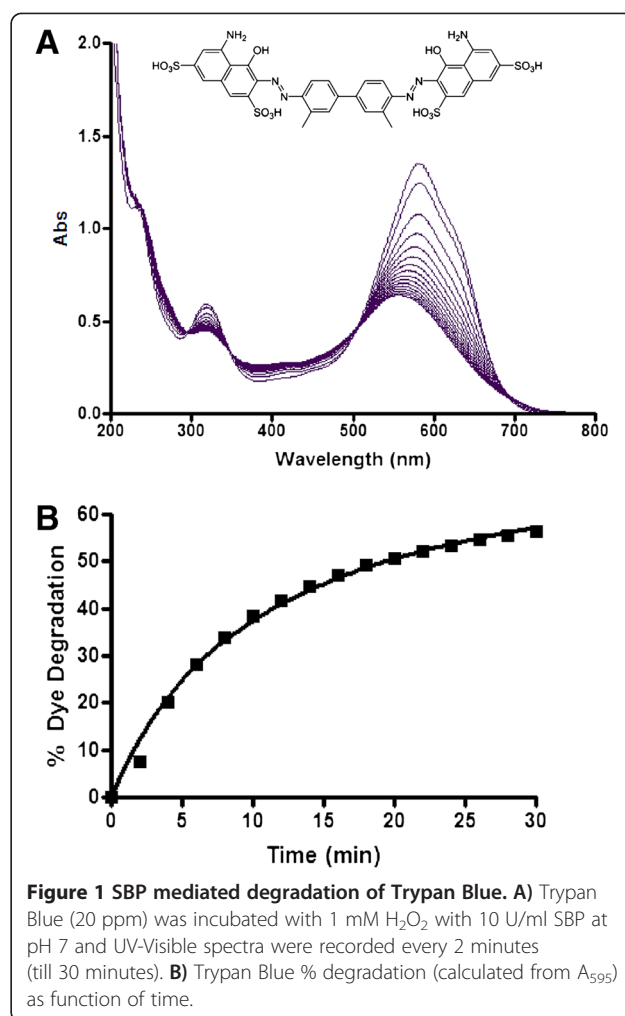 A
NH₂ OH OH NH₂
SO₃H N N N N SO₃H
SO₃H SO₃H
2.0
1.5
1.0
0.5
0.0
Abs
200 300 400 500 600 700 800
Wavelength (nm)
B
60
50
40
30
20
10
0
% Dye Degradation
0 5 10 15 20 25 30
Time (min)
Figure 1 SBP mediated degradation of Trypan Blue. A) Trypan
Blue (20 ppm) was incubated with 1 mM H₂O₂ with 10 U/ml SBP at
pH 7 and UV-Visible spectra were recorded every 2 minutes
(till 30 minutes). B) Trypan Blue % degradation (calculated from A₅₉₅)
as function of time.